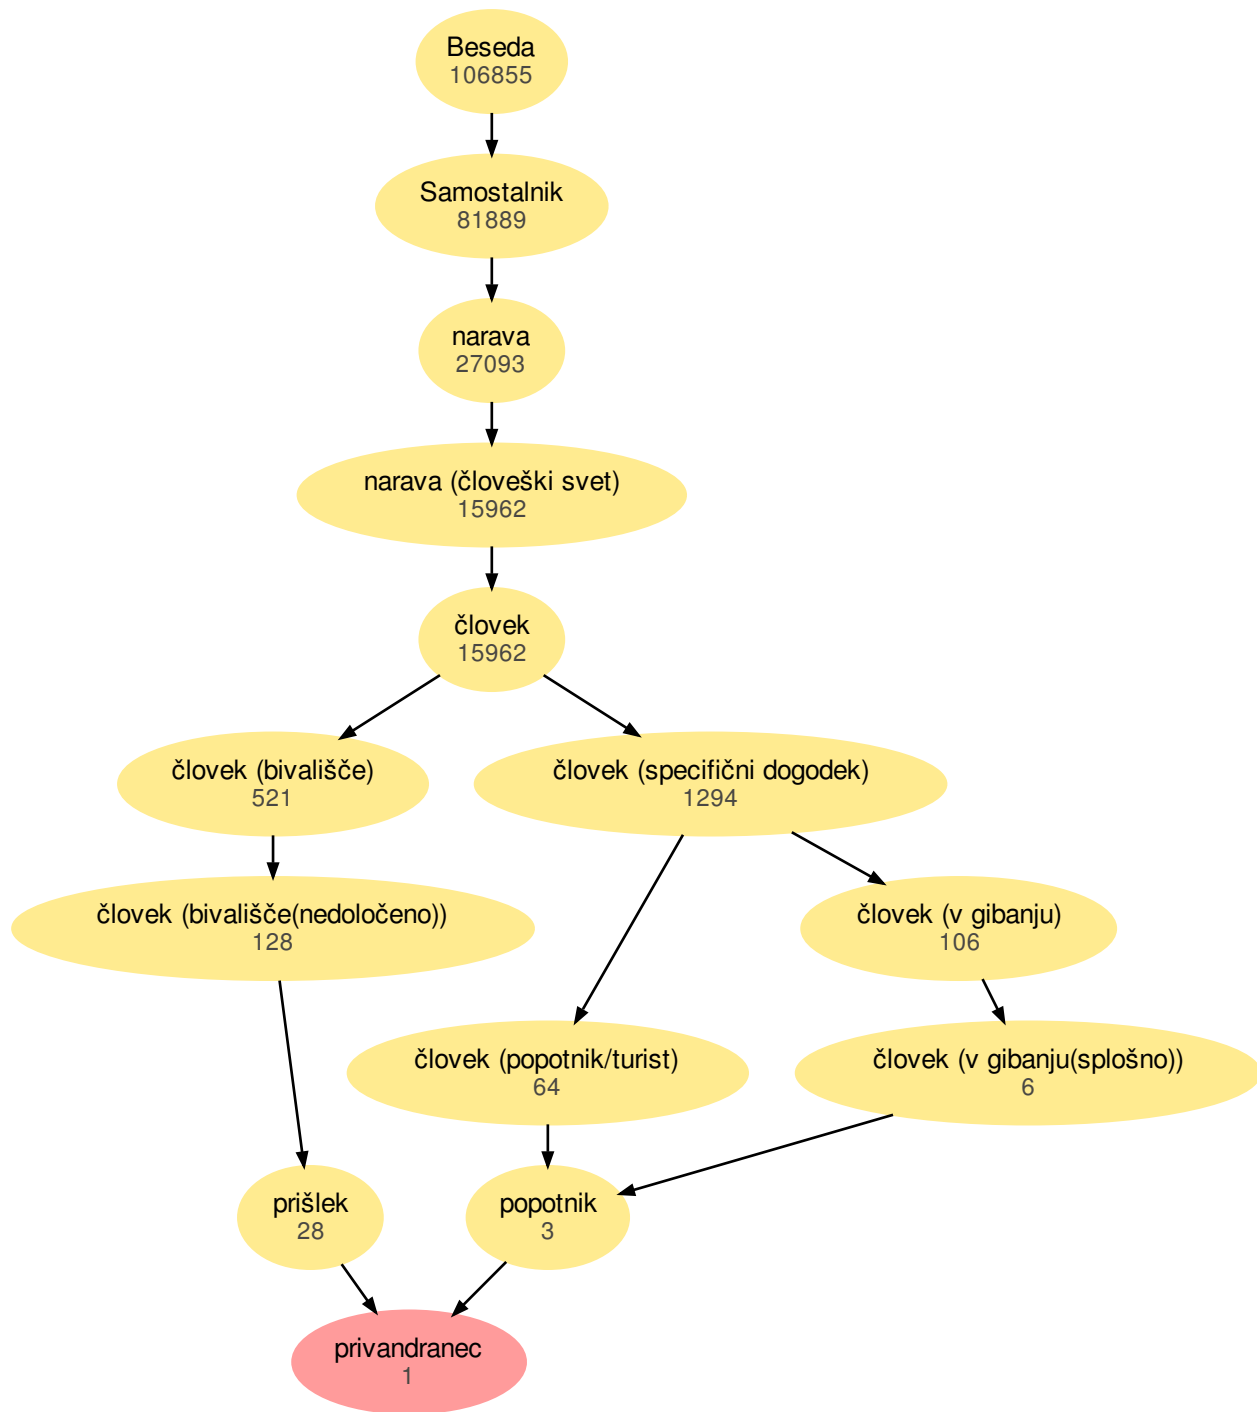 Beseda
106855
Samostalnik
81889
narava
27093
narava (človeški svet)
15962
človek
15962
človek (bivališče)
521
človek (specifični dogodek)
1294
človek (bivališče(nedoločeno))
128
človek (v gibanju)
106
človek (popotnik/turist)
64
človek (v gibanju(splošno))
6
prišlek
28
popotnik
3
privandranec
1